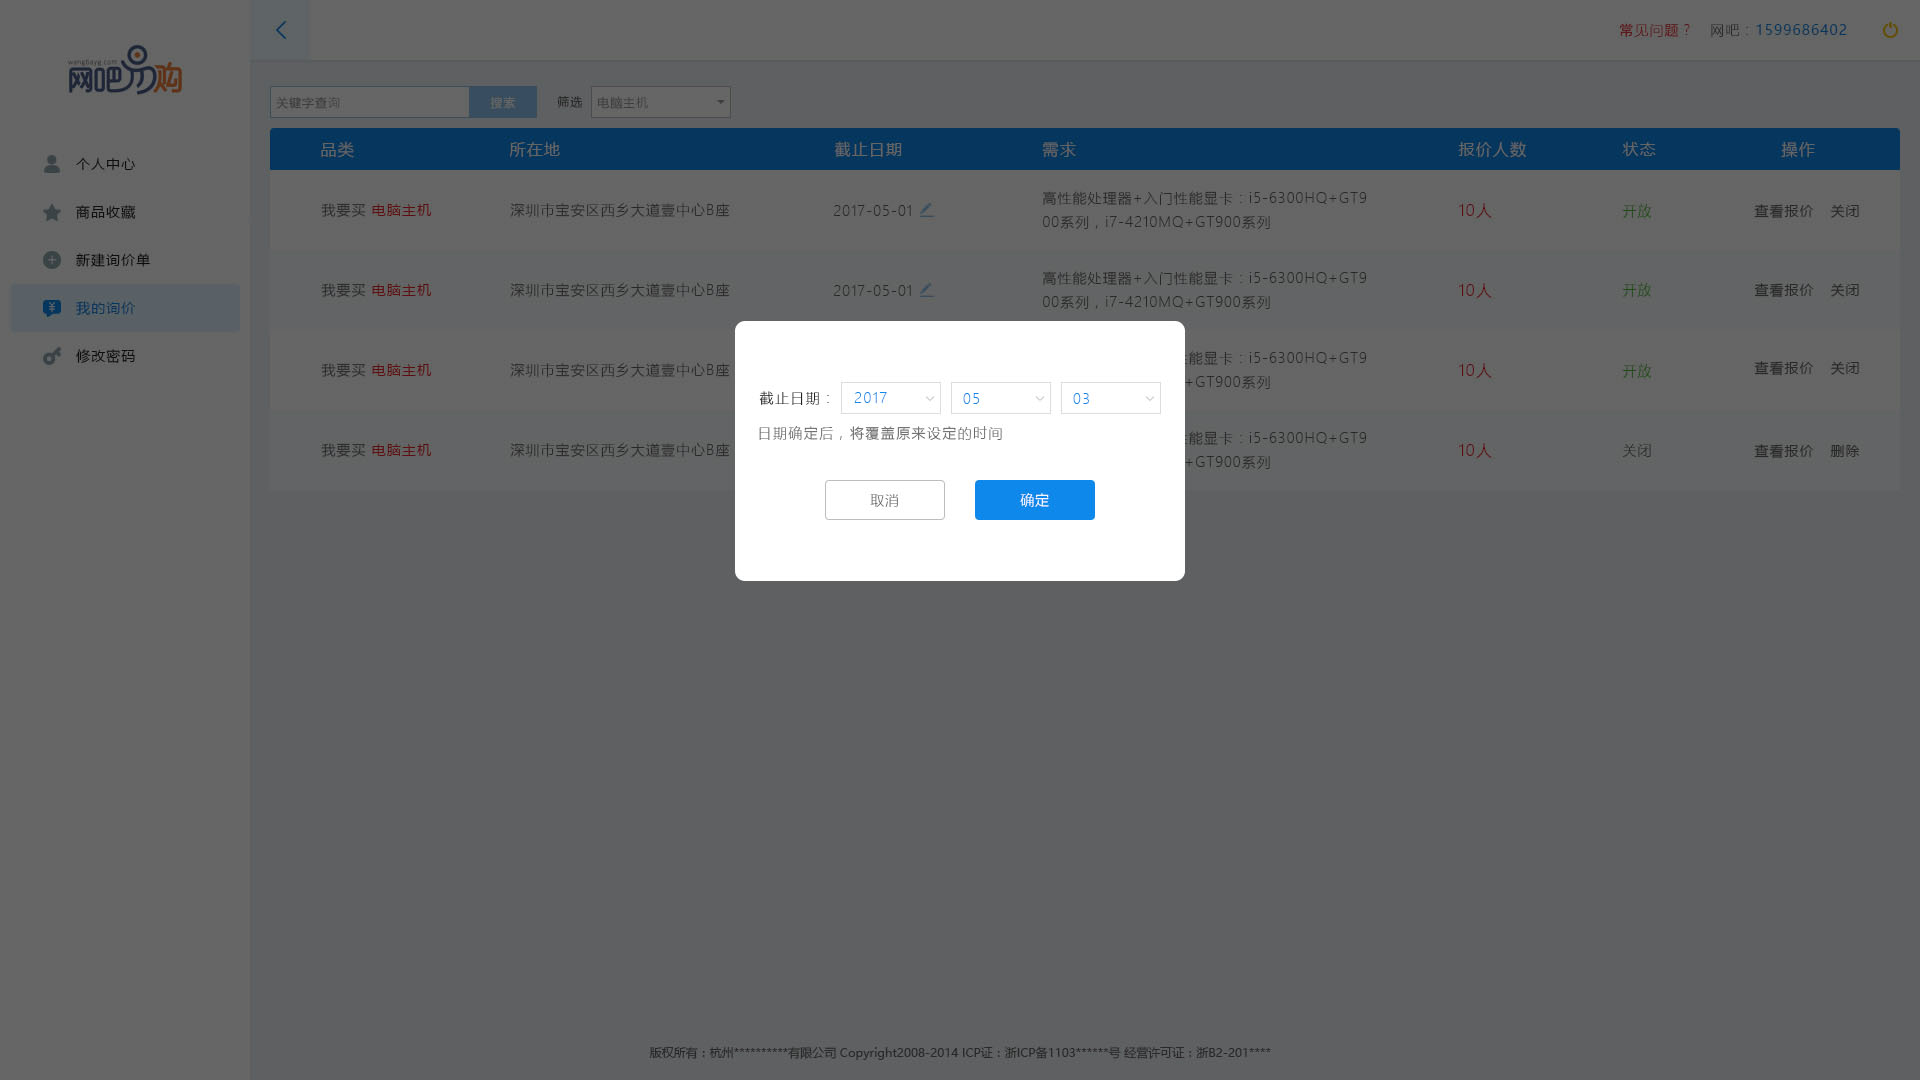 常见问题？ 网吧：1599686402
wangbayg.com
网吧易购
关键字查询 搜索 筛选 电脑主机
个人中心
商品收藏
新建询价单
我的询价
修改密码
品类 所在地 截止日期 需求 报价人数 状态 操作
我要买 电脑主机 深圳市宝安区西乡大道壹中心B座 2017-05-01 高性能处理器+入门性能显卡：i5-6300HQ+GT9
00系列，i7-4210MQ+GT900系列 10人 开放 查看报价 关闭
我要买 电脑主机 深圳市宝安区西乡大道壹中心B座 2017-05-01 高性能处理器+入门性能显卡：i5-6300HQ+GT9
00系列，i7-4210MQ+GT900系列 10人 开放 查看报价 关闭
我要买 电脑主机 深圳市宝安区西乡大道壹中心B座 性能显卡：i5-6300HQ+GT9
+GT900系列 10人 开放 查看报价 关闭
我要买 电脑主机 深圳市宝安区西乡大道壹中心B座 性能显卡：i5-6300HQ+GT9
+GT900系列 10人 关闭 查看报价 删除
截止日期： 2017 05 03
日期确定后，将覆盖原来设定的时间
取消 确定
版权所有：杭州**********有限公司 Copyright2008-2014 ICP证：浙ICP备1103******号 经营许可证：浙B2-201****